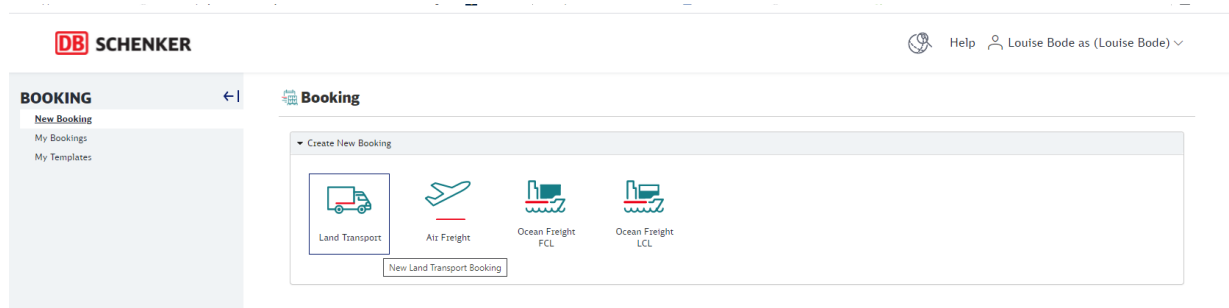 DB SCHENKER
Help Louise Bode as (Louise Bode)
BOOKING
New Booking
My Bookings
My Templates
Booking
Create New Booking
Land Transport
Air Freight
Ocean Freight
FCL
Ocean Freight
LCL
New Land Transport Booking